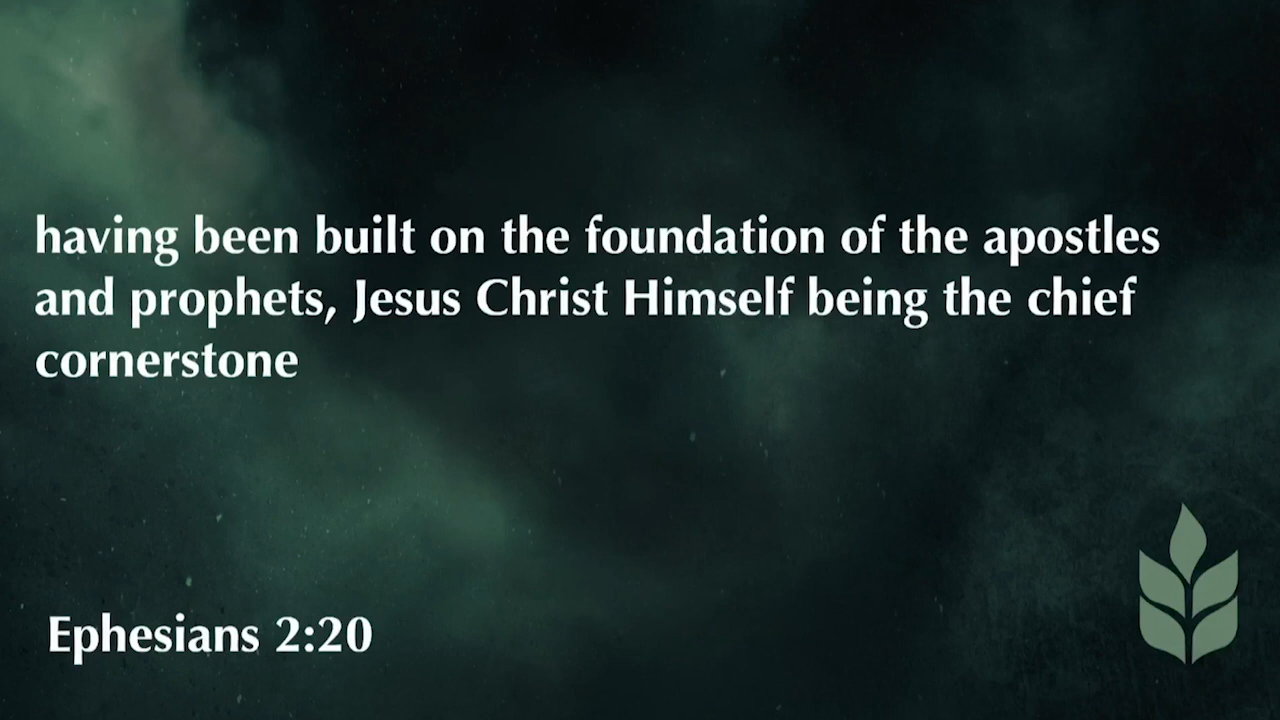 having been built on the foundation of the apostles
and prophets, Jesus Christ Himself being the chief
cornerstone
Ephesians 2:20